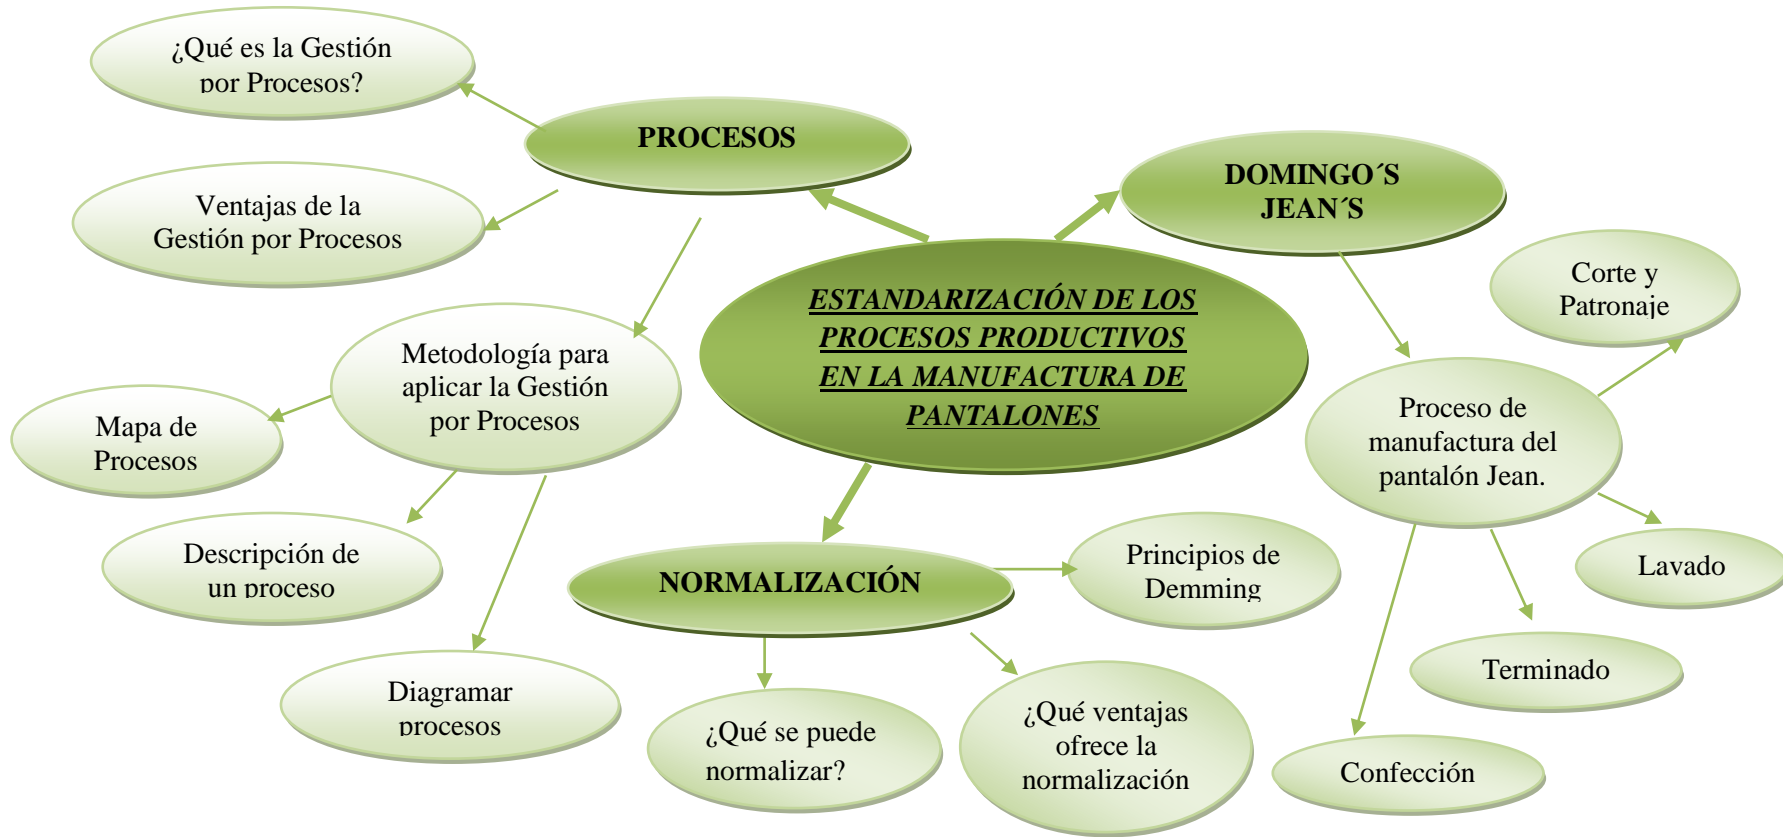 ¿Qué es la Gestión
por Procesos?
PROCESOS
DOMINGO´S
JEAN´S
Ventajas de la
Gestión por Procesos
Corte y
Patronaje
ESTANDARIZACIÓN DE LOS
PROCESOS PRODUCTIVOS
EN LA MANUFACTURA DE
PANTALONES
Metodología para
aplicar la Gestión
por Procesos
Proceso de
manufactura del
pantalón Jean.
Mapa de
Procesos
Descripción de
un proceso
NORMALIZACIÓN
Principios de
Demming
Lavado
Terminado
Diagramar
procesos
¿Qué se puede
normalizar?
¿Qué ventajas
ofrece la
normalización
Confección